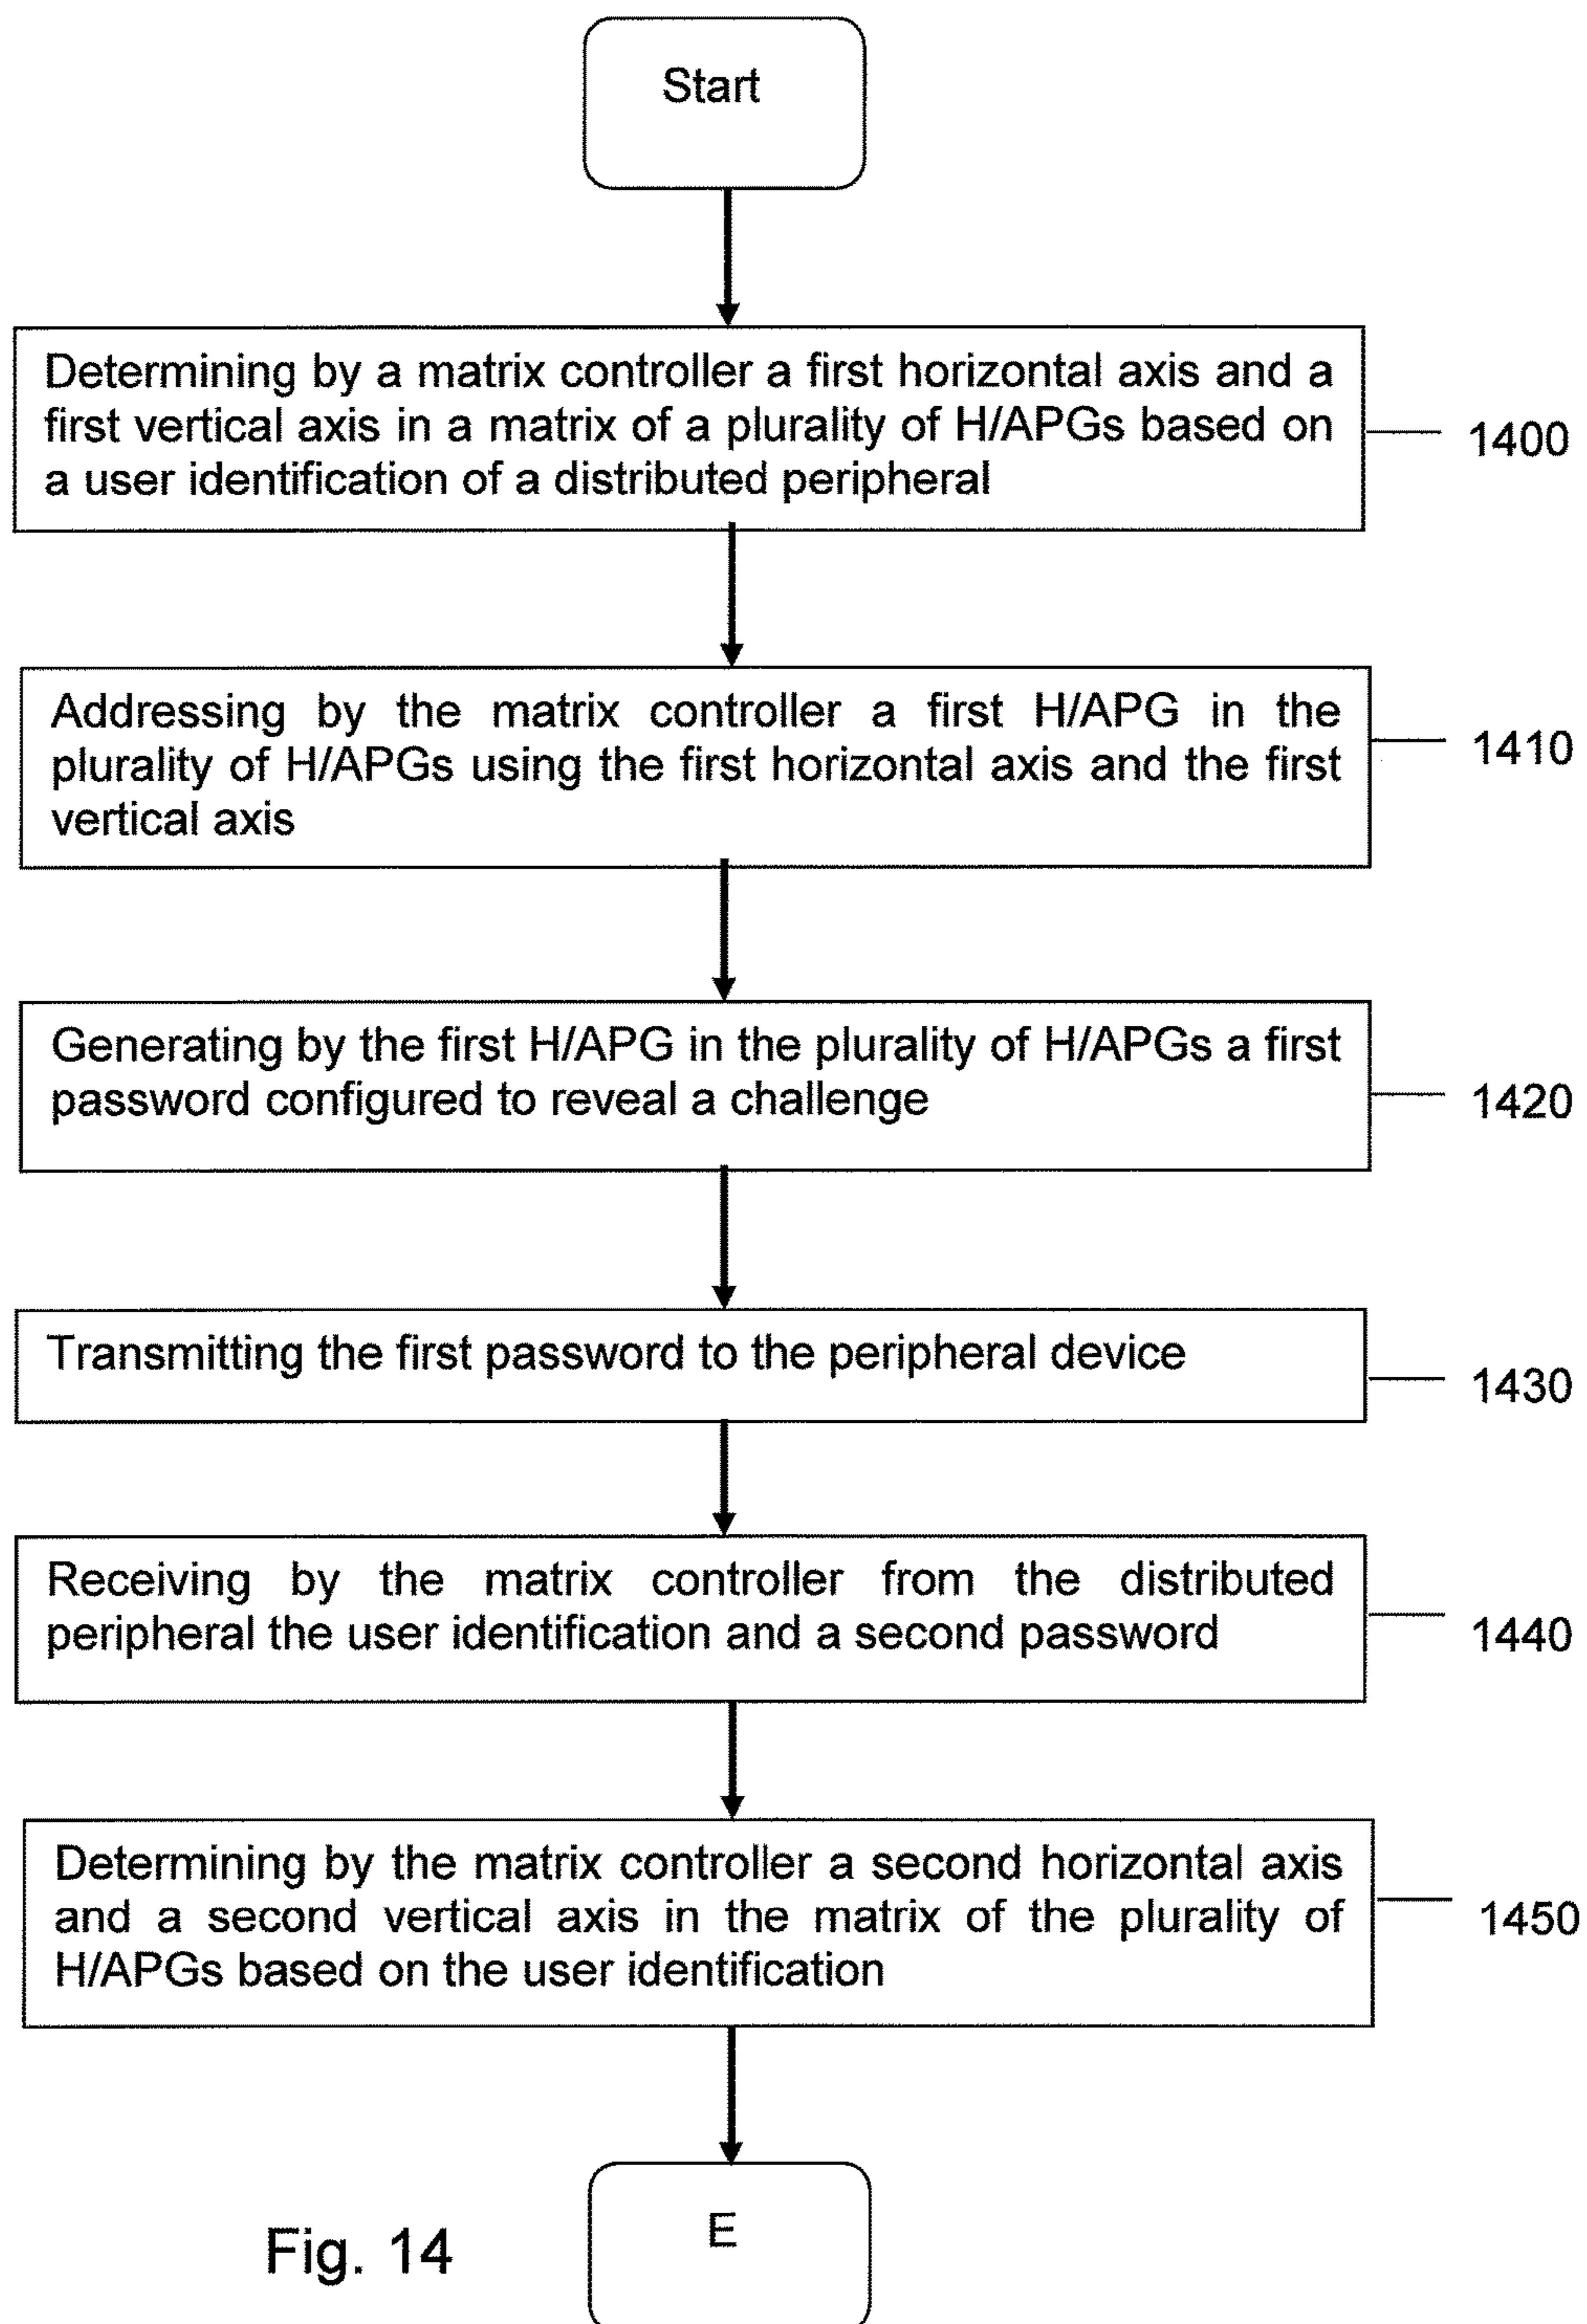 Start
Determining by a matrix controller a first horizontal axis and a
first vertical axis in a matrix of a plurality of H/APGs based on
a user identification of a distributed peripheral
1400
Addressing by the matrix controller a first H/APG in the
plurality of H/APGs using the first horizontal axis and the first
vertical axis
1410
Generating by the first H/APG in the plurality of H/APGs a first
password configured to reveal a challenge
1420
Transmitting the first password to the peripheral device
1430
Receiving by the matrix controller from the distributed
peripheral the user identification and a second password
1440
Determining by the matrix controller a second horizontal axis
and a second vertical axis in the matrix of the plurality of
H/APGs based on the user identification
1450
E
Fig. 14